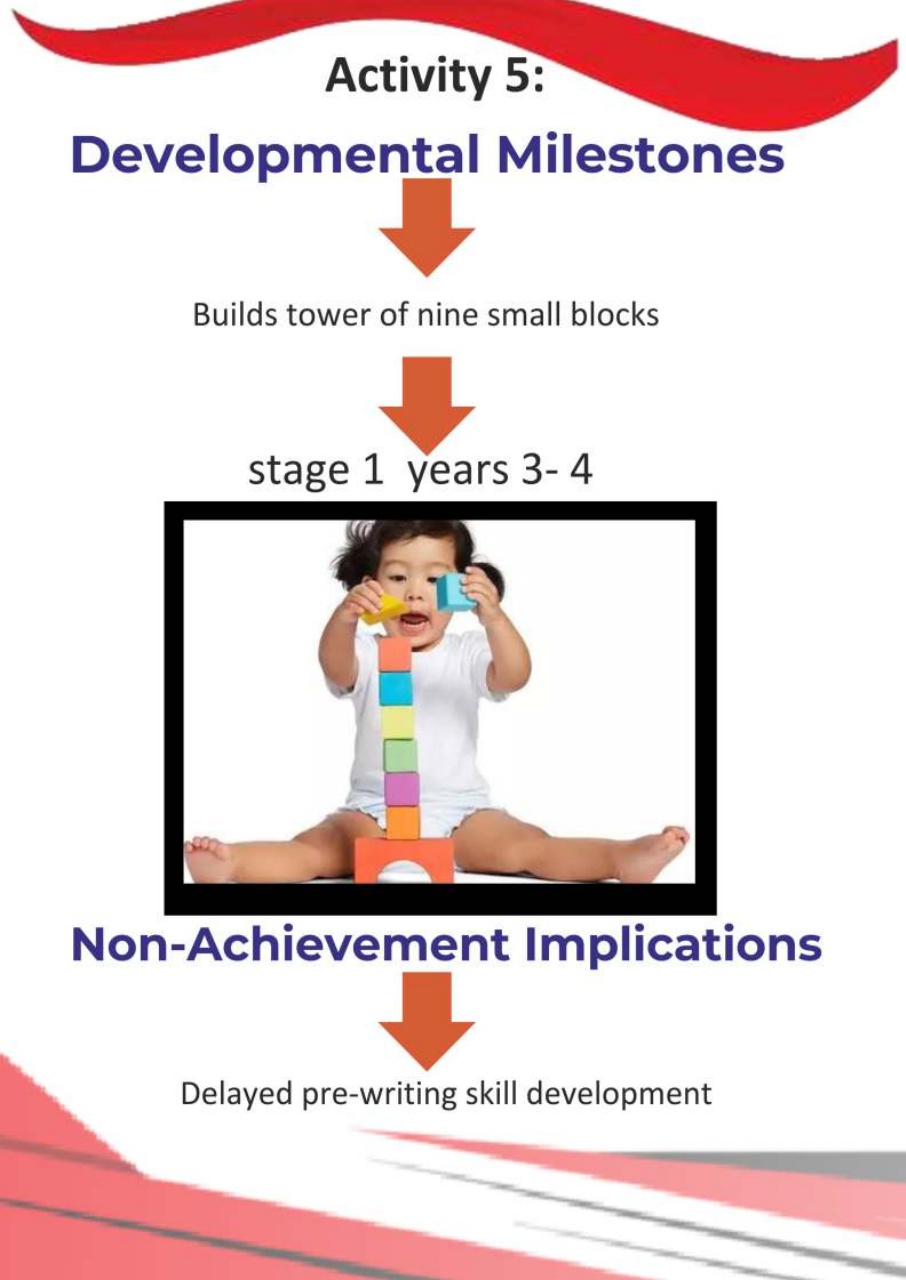 Activity 5:
Developmental Milestones
Builds tower of nine small blocks
stage 1 years 3- 4
Non-Achievement Implications
Delayed pre-writing skill development